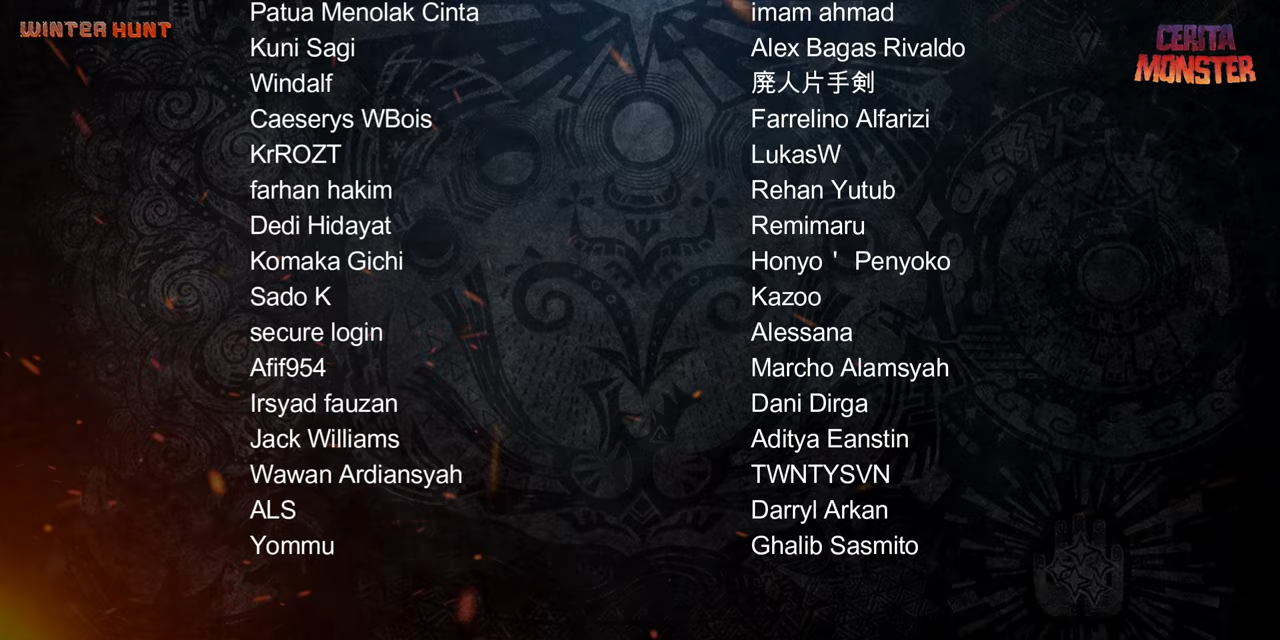 WINTER HUNT
CERITA
MONSTER
Patua Menolak Cinta
Kuni Sagi
Windalf
Caeserys WBois
KrROZT
farhan hakim
Dedi Hidayat
Komaka Gichi
Sado K
secure login
Afif954
Irsyad fauzan
Jack Williams
Wawan Ardiansyah
ALS
Yommu
imam ahmad
Alex Bagas Rivaldo
廃人片手剣
Farrelino Alfarizi
LukasW
Rehan Yutub
Remimaru
Honyo ' Penyoko
Kazoo
Alessana
Marcho Alamsyah
Dani Dirga
Aditya Eanstin
TWNTYSVN
Darryl Arkan
Ghalib Sasmito